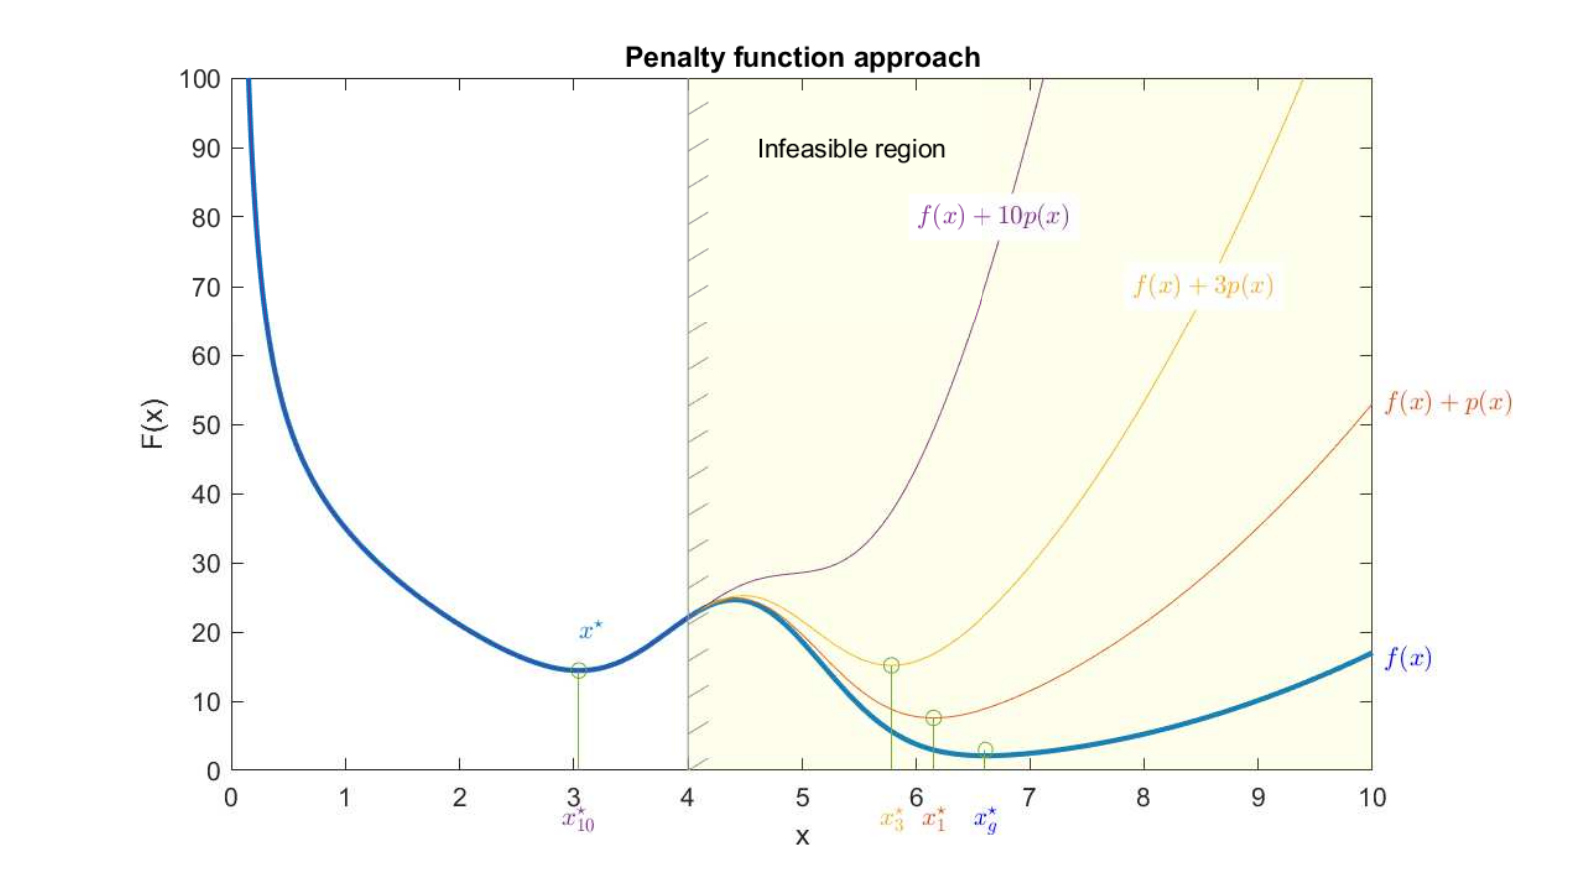 Penalty function approach
100
90
80
70
60
50
40
30
20
10
0
F(x)
Infeasible region
f(x) + 10p(x)
f(x) + 3p(x)
f(x) + p(x)
f(x)
x⋆
0 1 2 3 4 5 6 7 8 9 10
x⋆10 x⋆3 x⋆1 x⋆g
x